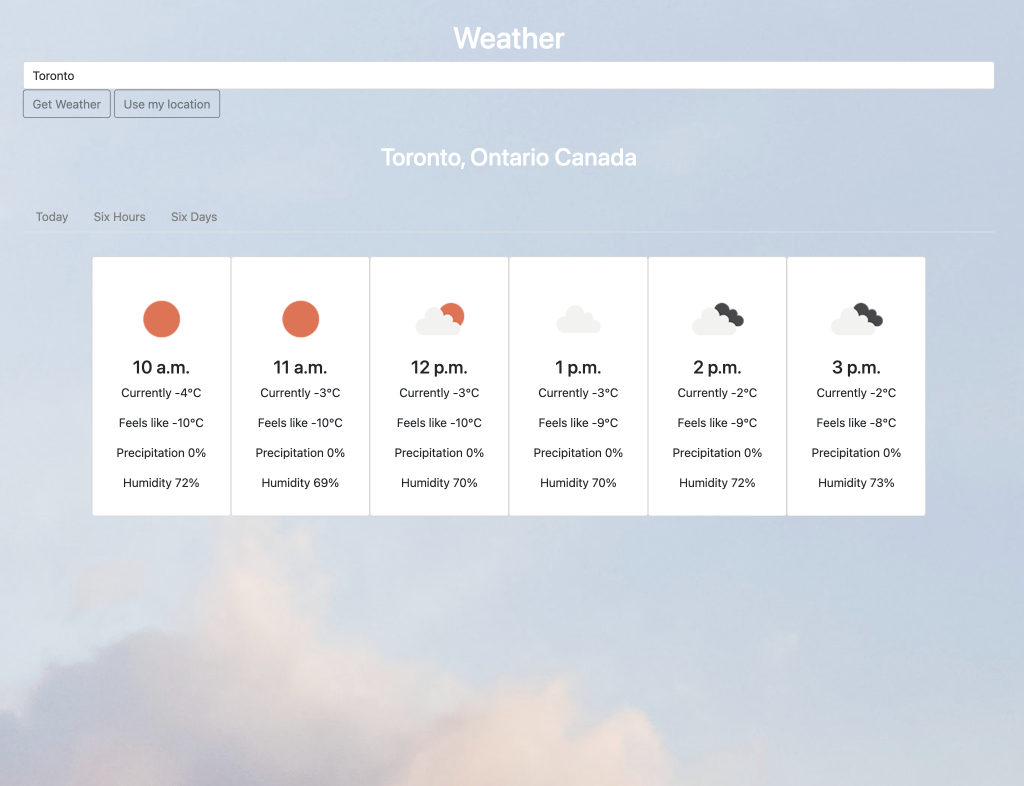 Weather
Toronto
Get Weather Use my location
Toronto, Ontario Canada
Today Six Hours Six Days
10 a.m.
Currently -4°C
Feels like -10°C
Precipitation 0%
Humidity 72%
11 a.m.
Currently -3°C
Feels like -10°C
Precipitation 0%
Humidity 69%
12 p.m.
Currently -3°C
Feels like -10°C
Precipitation 0%
Humidity 70%
1 p.m.
Currently -3°C
Feels like -9°C
Precipitation 0%
Humidity 70%
2 p.m.
Currently -2°C
Feels like -9°C
Precipitation 0%
Humidity 72%
3 p.m.
Currently -2°C
Feels like -8°C
Precipitation 0%
Humidity 73%